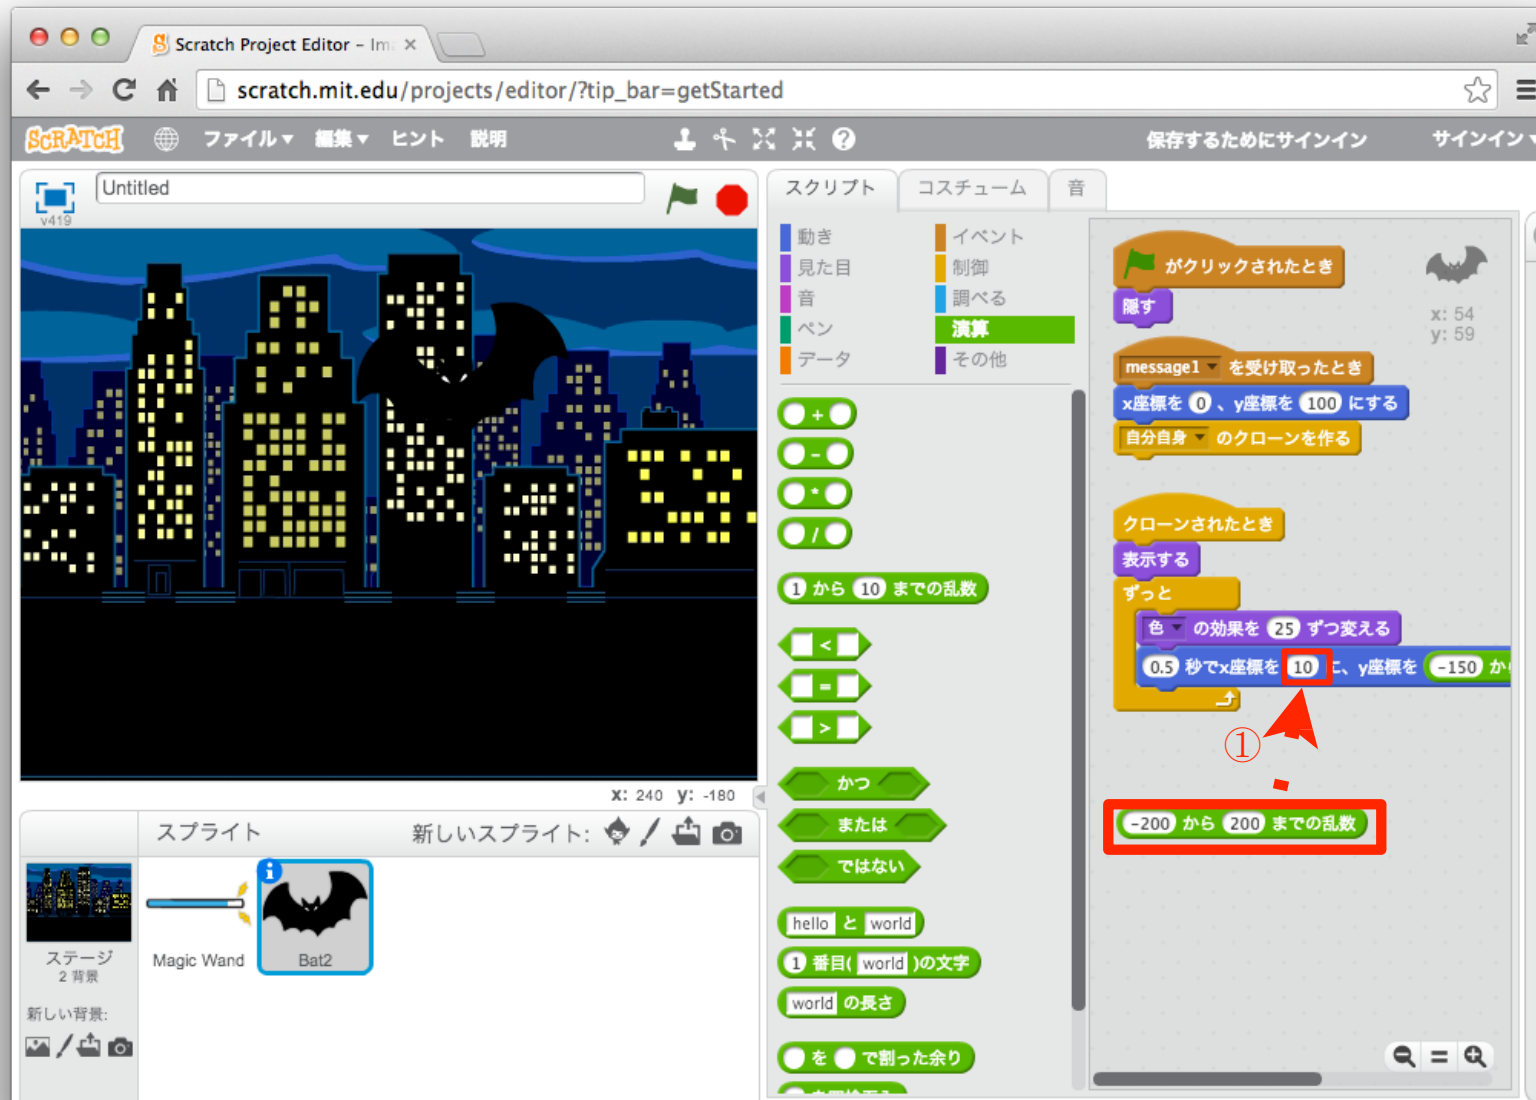 Scratch Project Editor – Im
scratch.mit.edu/projects/editor/?tip_bar=getStarted
SCRATCH ファイル▼ 編集▼ ヒント 説明 保存するためにサインイン サインイン▼
v419
Untitled
スクリプト コスチューム 音
動き イベント
見た目 制御
音 調べる
ペン 演算
データ その他
+
-
*
/
1 から 10 までの乱数
<
=
>
かつ
または
ではない
hello と world
1 番目( world )の文字
world の長さ
を で割った余り
がクリックされたとき
隠す
message1 ▼ を受け取ったとき
x座標を 0 、y座標を 100 にする
自分自身 ▼ のクローンを作る
クローンされたとき
表示する
ずっと
色 ▼ の効果を 25 ずつ変える
0.5 秒でx座標を 10 に、y座標を -150 か
①
-200 から 200 までの乱数
x: 54
y: 59
x: 240 y: -180
スプライト 新しいスプライト:
ステージ
2 背景
新しい背景:
Magic Wand
Bat2